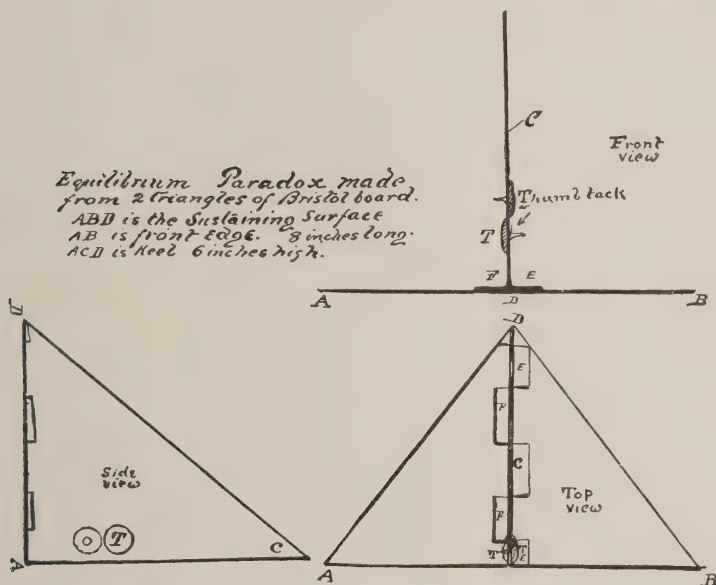 Equilibrium Paradox made
from 2 triangles of Bristol board.
ABD is the Sustaining Surface
AB is front Edge. 8 inches long.
ACD is Keel 6 inches high.
C
Front
view
Thumb tack
T
F E
A D B
D
D
E
F
Side
view
C
Top
view
F
T T
E
T
C
A
A B